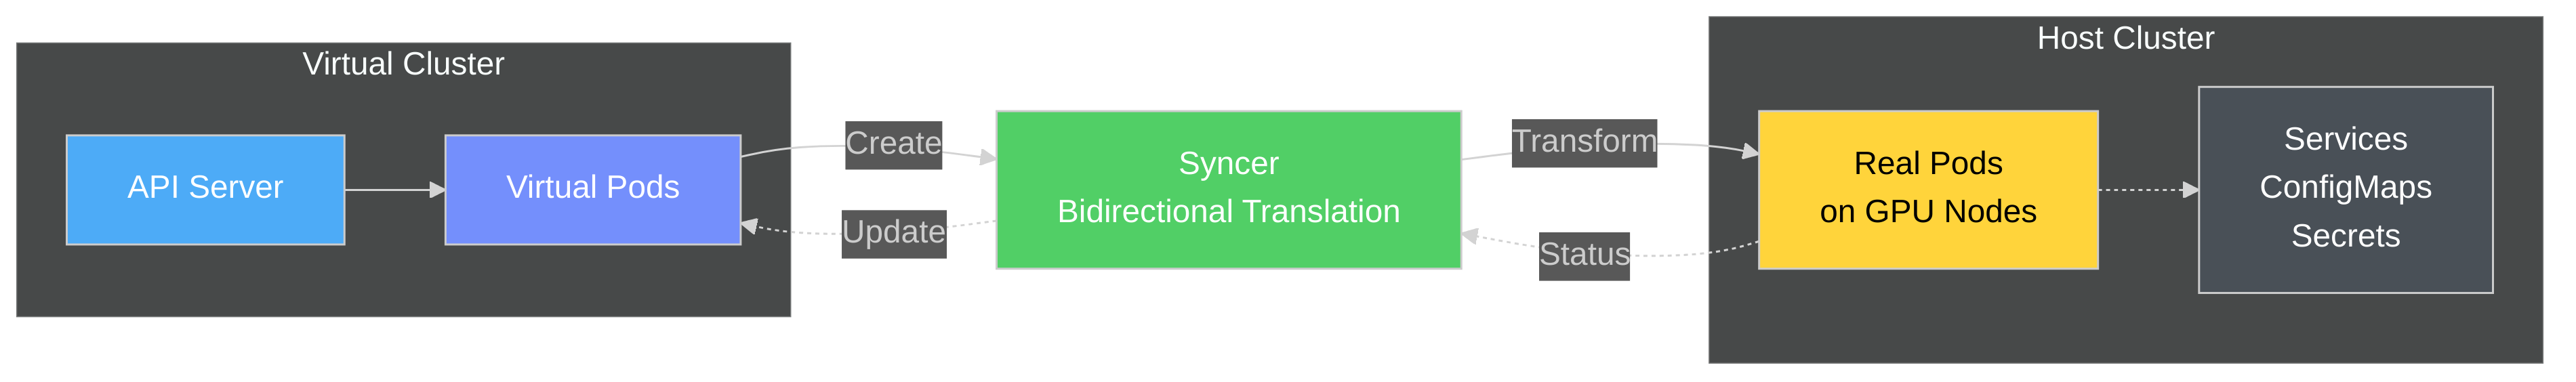 Virtual Cluster
API Server
Virtual Pods
Create
Update
Syncer
Bidirectional Translation
Transform
Status
Host Cluster
Real Pods
on GPU Nodes
Services
ConfigMaps
Secrets